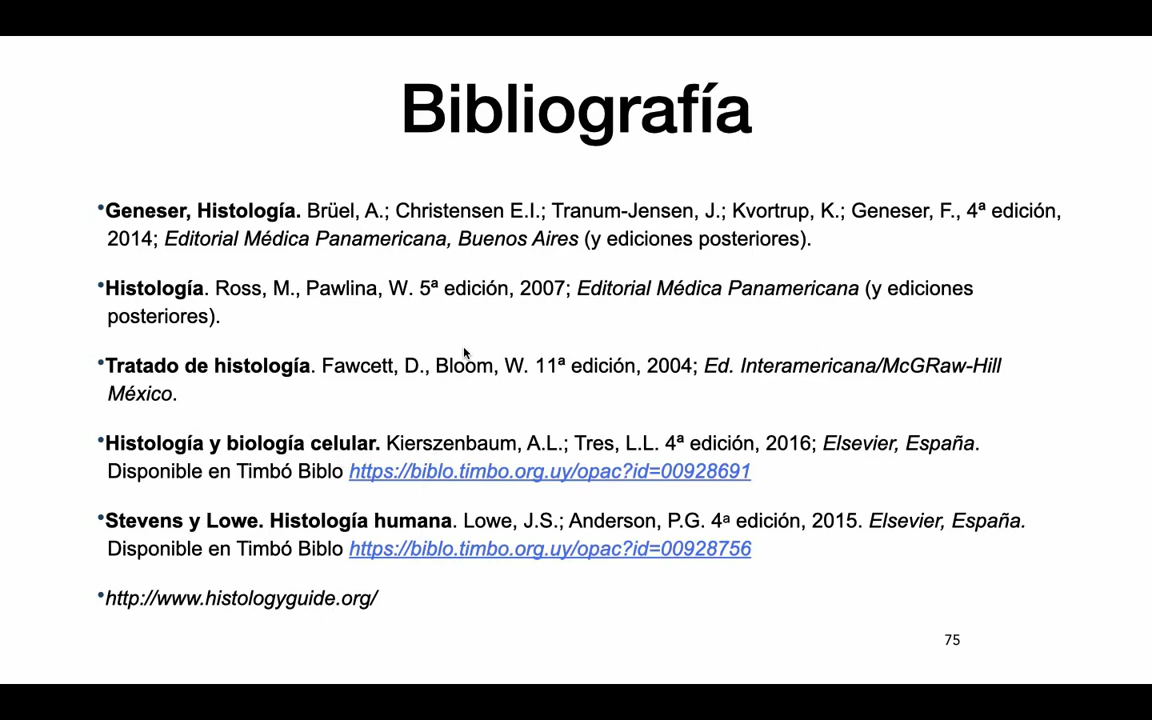 Bibliografía
•Geneser, Histología. Brüel, A.; Christensen E.I.; Tranum-Jensen, J.; Kvortrup, K.; Geneser, F., 4ª edición,
2014; Editorial Médica Panamericana, Buenos Aires (y ediciones posteriores).
•Histología. Ross, M., Pawlina, W. 5ª edición, 2007; Editorial Médica Panamericana (y ediciones
posteriores).
•Tratado de histología. Fawcett, D., Bloom, W. 11ª edición, 2004; Ed. Interamericana/McGRaw-Hill
México.
•Histología y biología celular. Kierszenbaum, A.L.; Tres, L.L. 4ª edición, 2016; Elsevier, España.
Disponible en Timbó Biblo https://biblo.timbo.org.uy/opac?id=00928691
•Stevens y Lowe. Histología humana. Lowe, J.S.; Anderson, P.G. 4ª edición, 2015. Elsevier, España.
Disponible en Timbó Biblo https://biblo.timbo.org.uy/opac?id=00928756
•http://www.histologyguide.org/
75